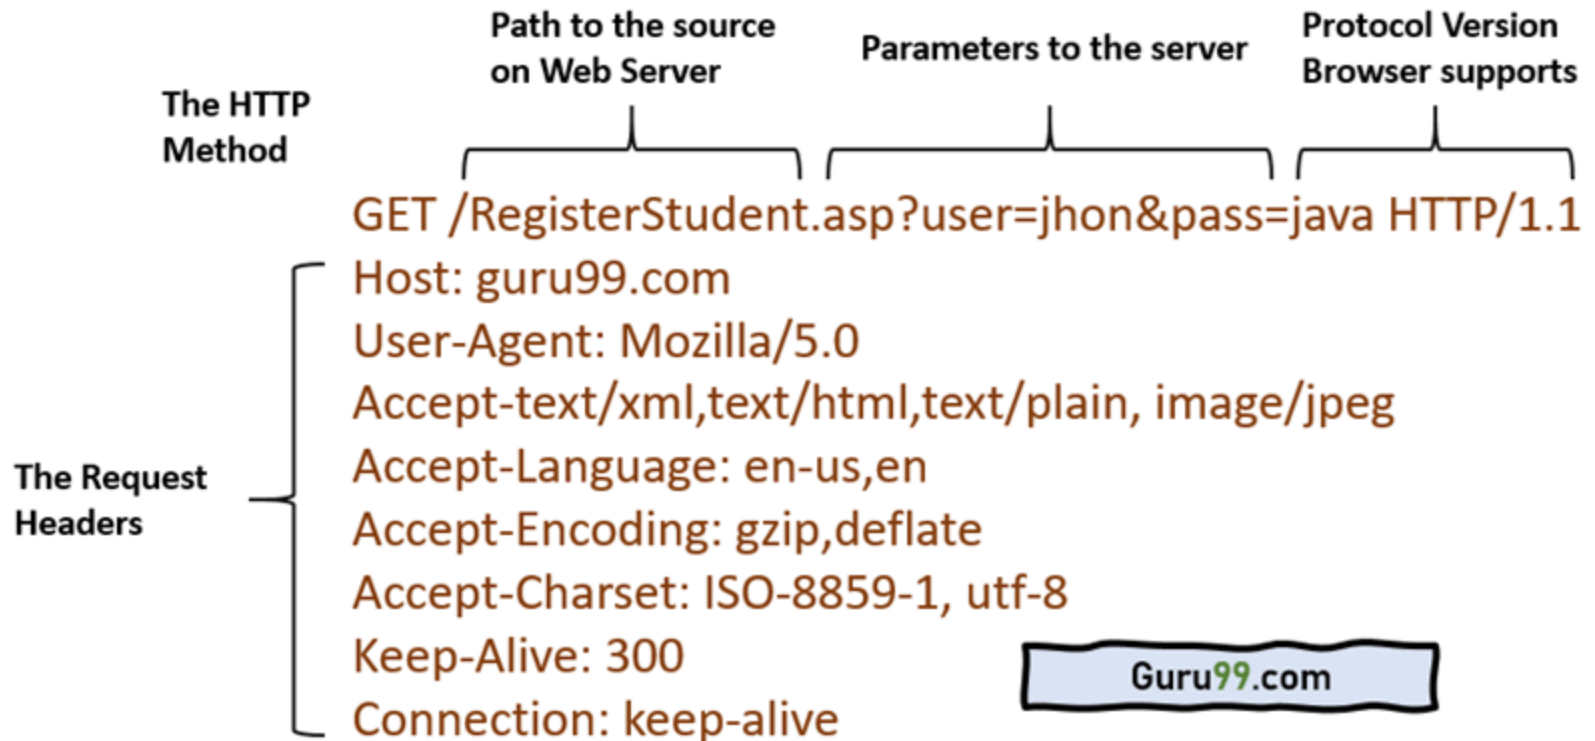 Path to the source
on Web Server
Parameters to the server
Protocol Version
Browser supports
The HTTP
Method
GET /RegisterStudent.asp?user=jhon&pass=java HTTP/1.1
Host: guru99.com
User-Agent: Mozilla/5.0
Accept-text/xml,text/html,text/plain, image/jpeg
Accept-Language: en-us,en
Accept-Encoding: gzip,deflate
Accept-Charset: ISO-8859-1, utf-8
Keep-Alive: 300
Connection: keep-alive
The Request
Headers
Guru99.com